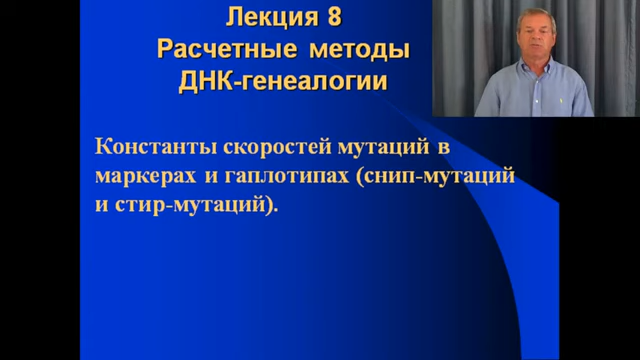 Лекция 8
Расчетные методы
ДНК-генеалогии
Константы скоростей мутаций в
маркерах и гаплотипах (снип-мутаций
и стир-мутаций).